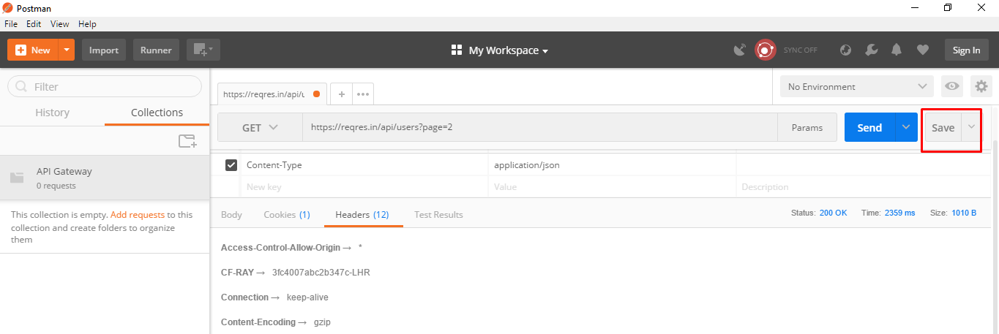 Postman
File Edit View Help
New Import Runner My Workspace SYNC OFF Sign In
Filter
History Collections
API Gateway
0 requests
This collection is empty. Add requests to this
collection and create folders to organize
them
https://reqres.in/api/u + ••• No Environment
GET https://reqres.in/api/users?page=2 Params Send Save
Content-Type application/json
New key Value Description
Body Cookies (1) Headers (12) Test Results Status: 200 OK Time: 2359 ms Size: 1010 B
Access-Control-Allow-Origin → *
CF-RAY → 3fc4007abc2b347c-LHR
Connection → keep-alive
Content-Encoding → gzip